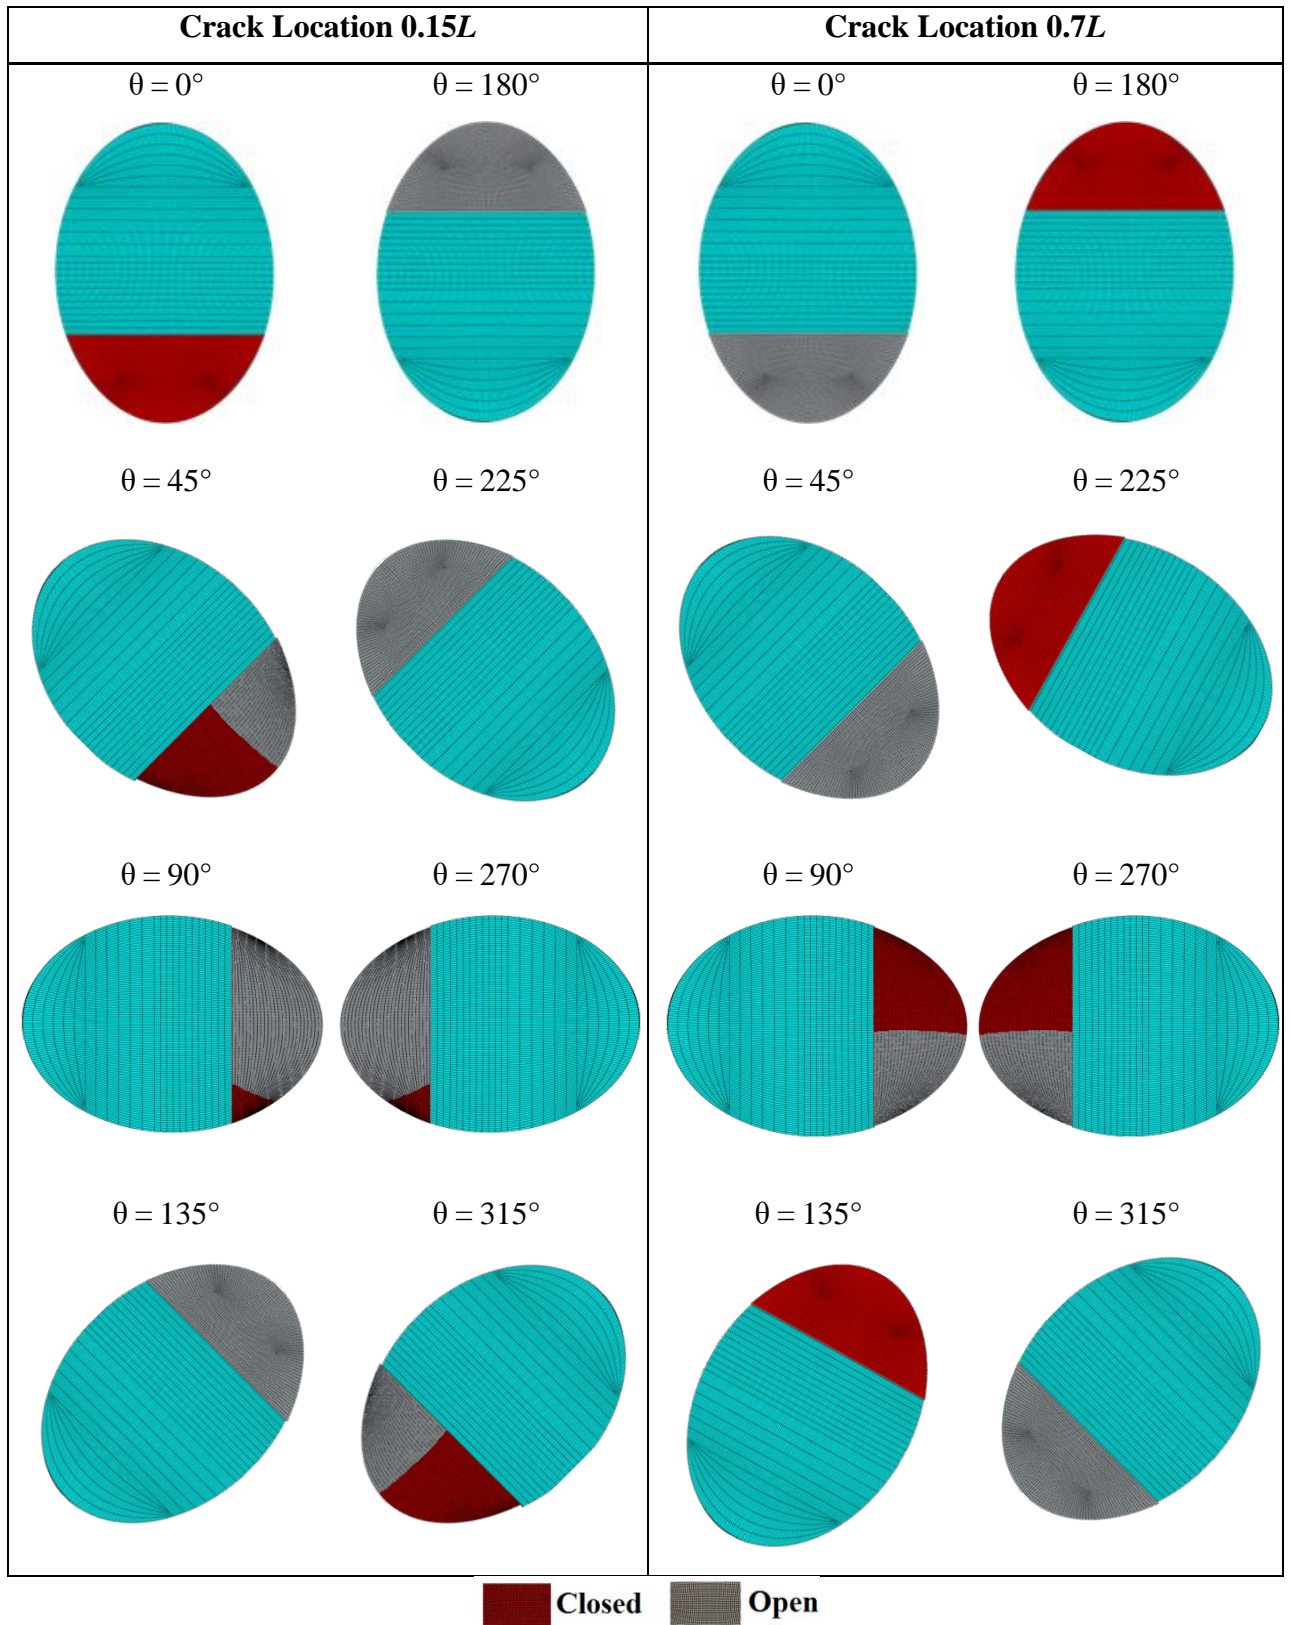 Crack Location 0.15L
Crack Location 0.7L
θ = 0°
θ = 180°
θ = 0°
θ = 180°
θ = 45°
θ = 225°
θ = 45°
θ = 225°
θ = 90°
θ = 270°
θ = 90°
θ = 270°
θ = 135°
θ = 315°
θ = 135°
θ = 315°
Closed
Open